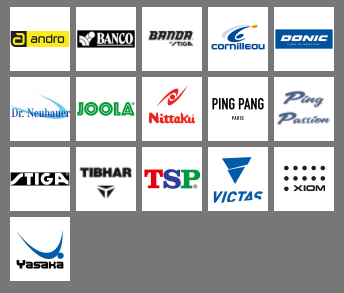 andro
BANCO
BANDA
by STIGA
cornilleau
DONIC
Dr. Neubauer
JOOLA
Nittaku
PING PANG
PARIS
Ping
Passion
STIGA
TIBHAR
TSP
VICTAS
XIOM
Yasaka